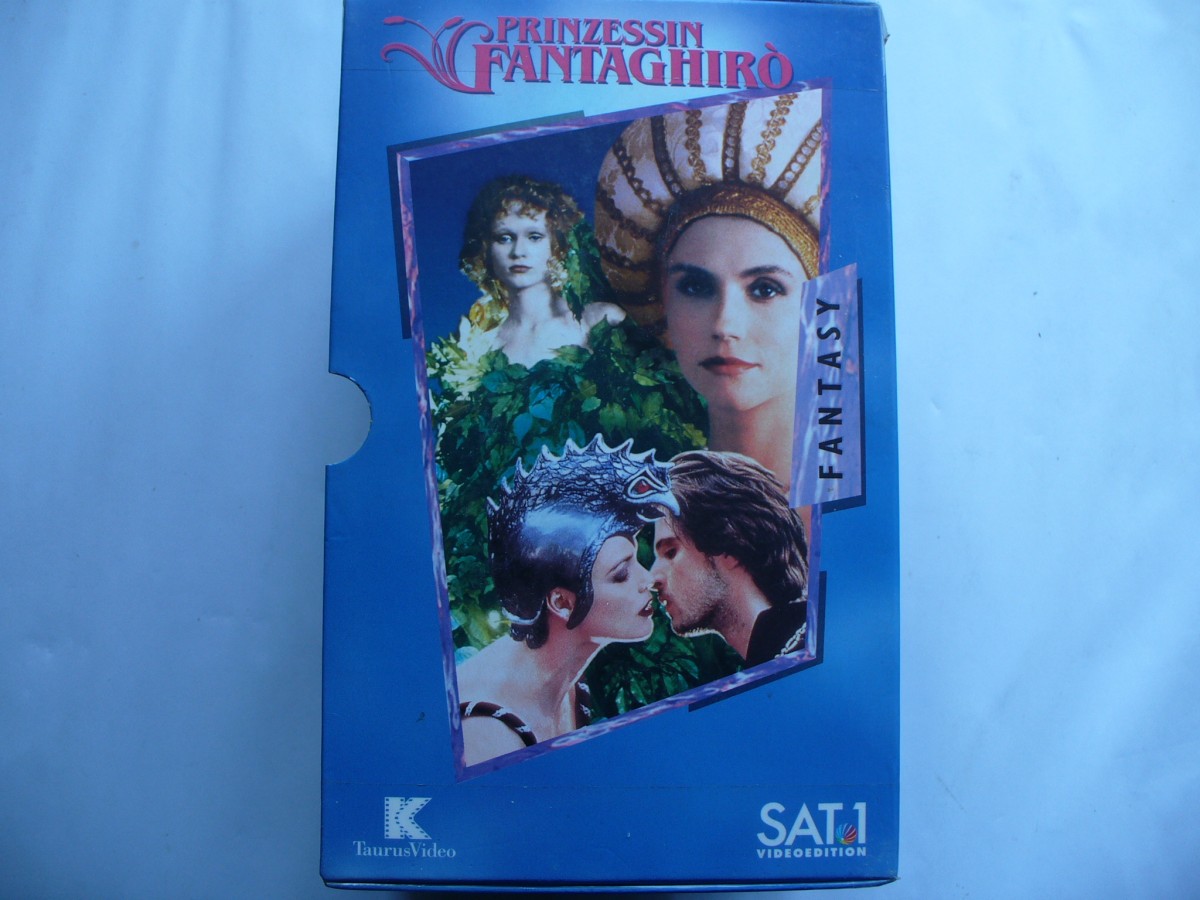 PRINZESSIN
FANTAGHIRÒ
FANTASY
K
TaurusVideo
SAT.1
VIDEOEDITION